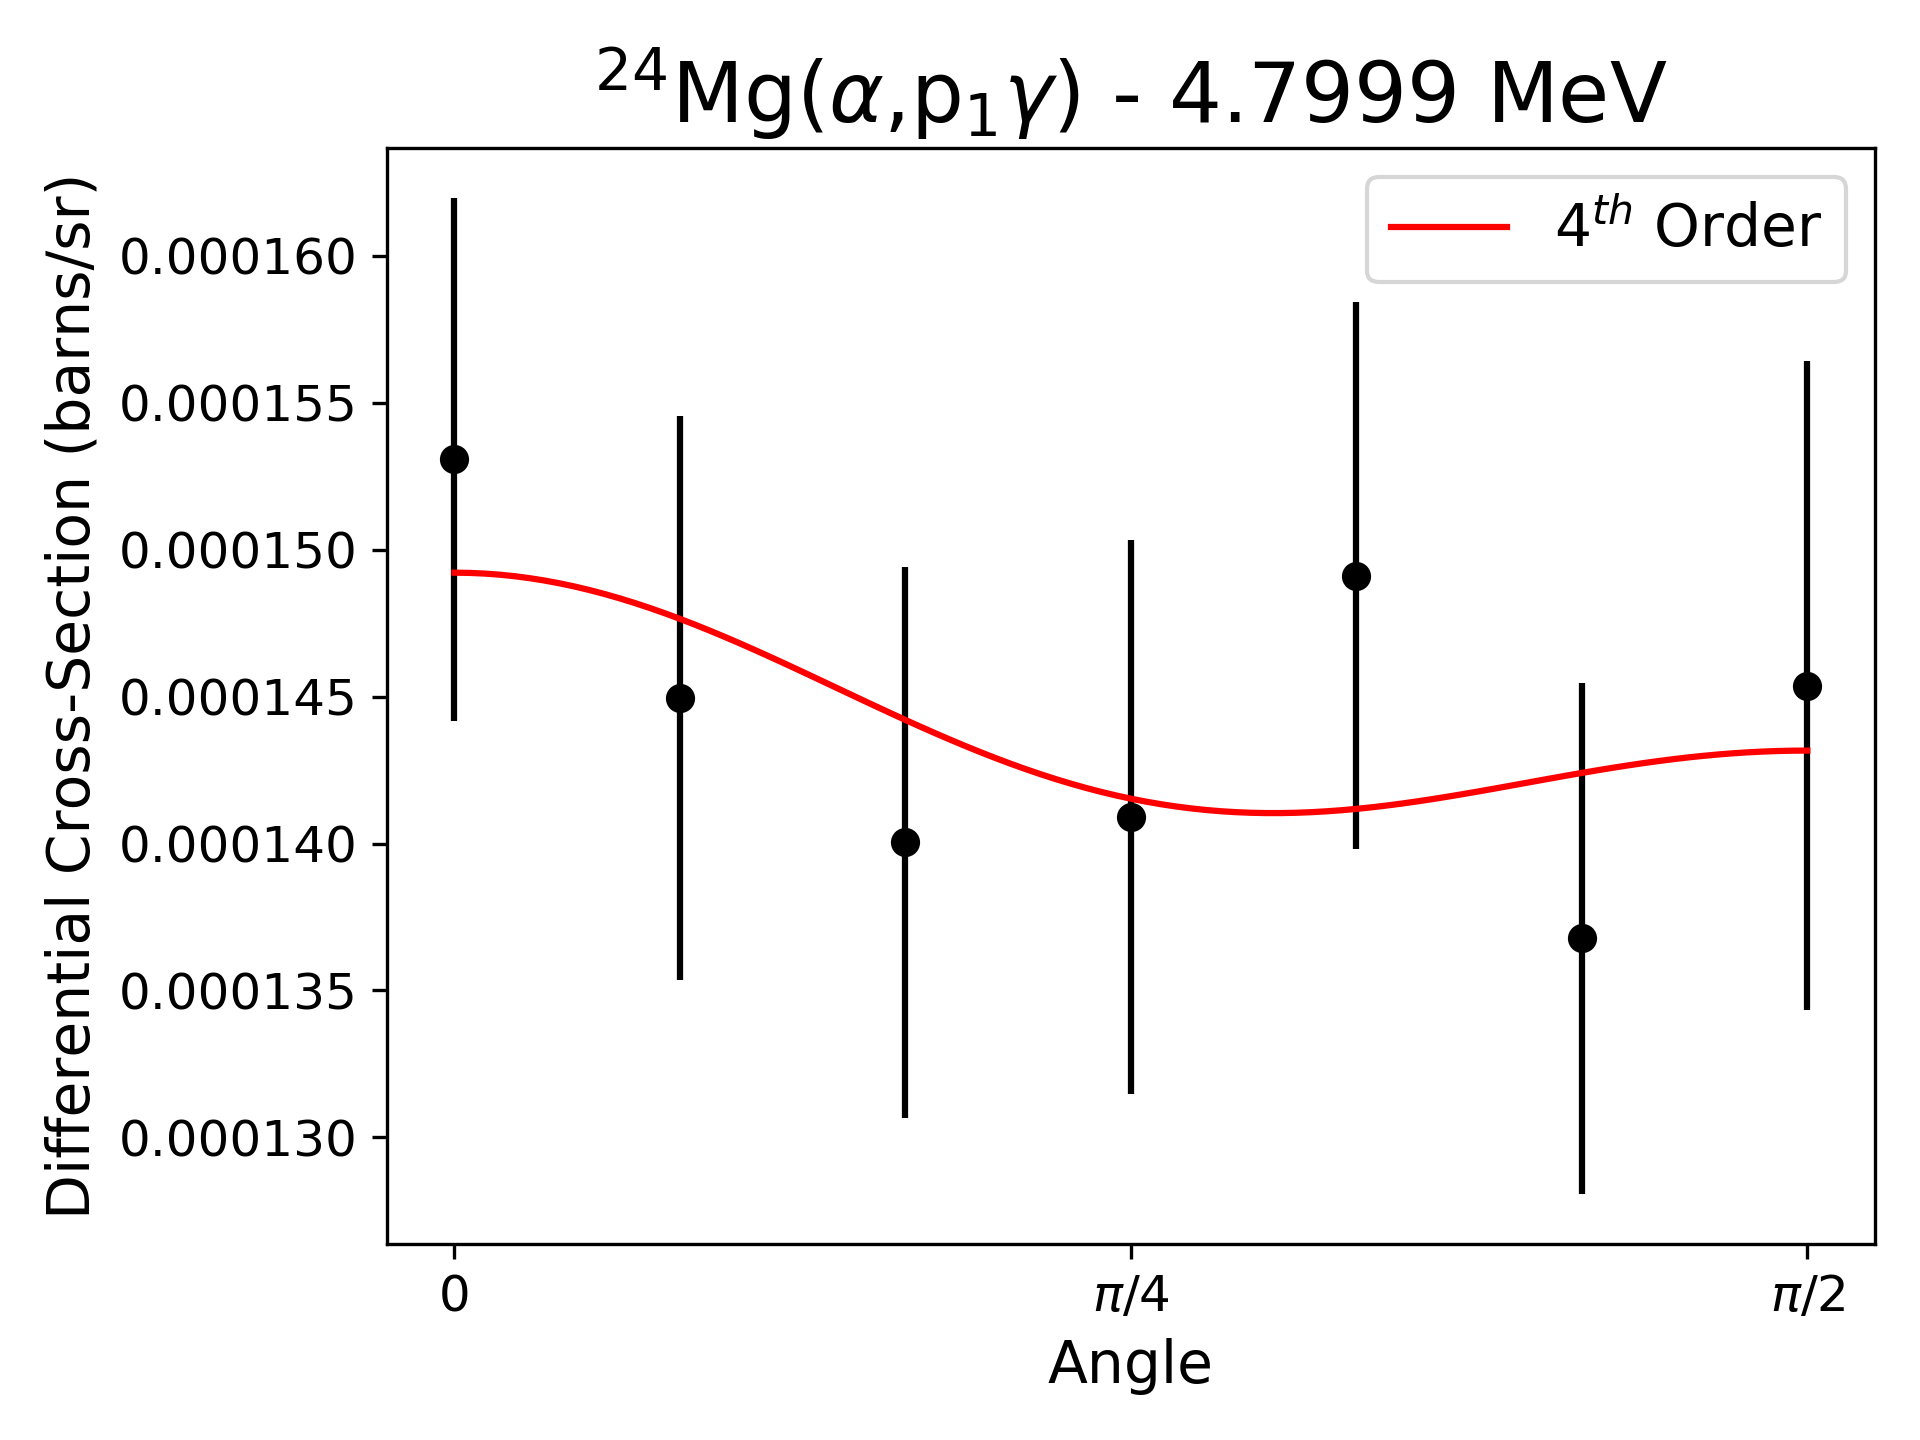 ²⁴Mg(α,p₁γ) - 4.7999 MeV
4ᵗʰ Order
Differential Cross-Section (barns/sr)
0.000160
0.000155
0.000150
0.000145
0.000140
0.000135
0.000130
0 π/4 π/2
Angle